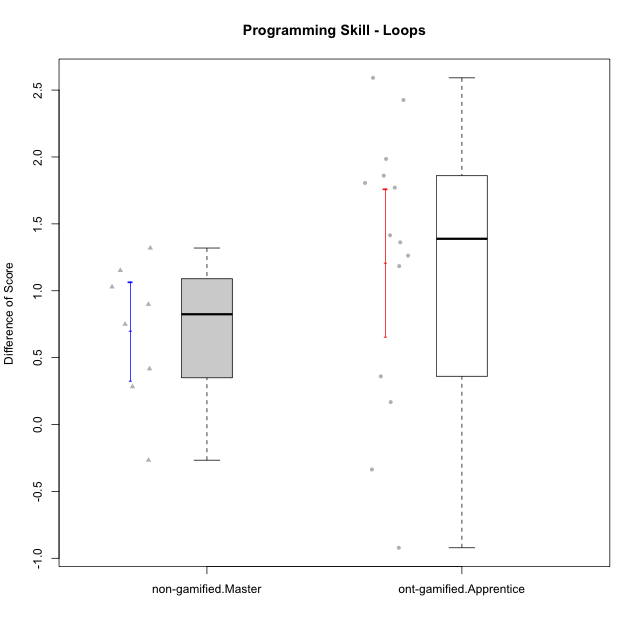 Programming Skill - Loops
Difference of Score
2.5
2.0
1.5
1.0
0.5
0.0
-0.5
-1.0
non-gamified.Master
ont-gamified.Apprentice